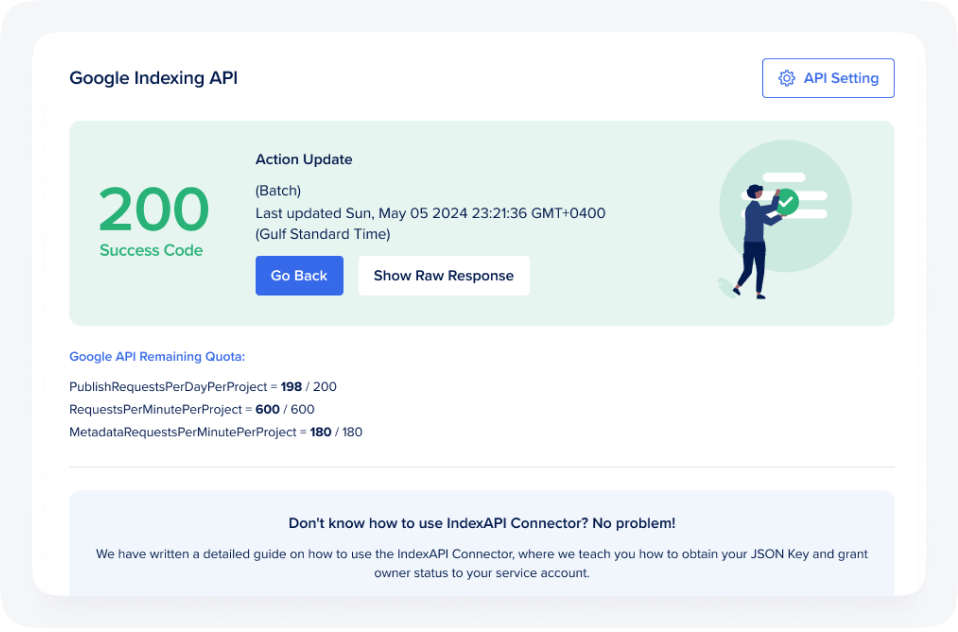 Google Indexing API
API Setting
200
Success Code
Action Update
(Batch)
Last updated Sun, May 05 2024 23:21:36 GMT+0400
(Gulf Standard Time)
Go Back
Show Raw Response
Google API Remaining Quota:
PublishRequestsPerDayPerProject = 198 / 200
RequestsPerMinutePerProject = 600 / 600
MetadataRequestsPerMinutePerProject = 180 / 180
Don't know how to use IndexAPI Connector? No problem!
We have written a detailed guide on how to use the IndexAPI Connector, where we teach you how to obtain your JSON Key and grant
owner status to your service account.